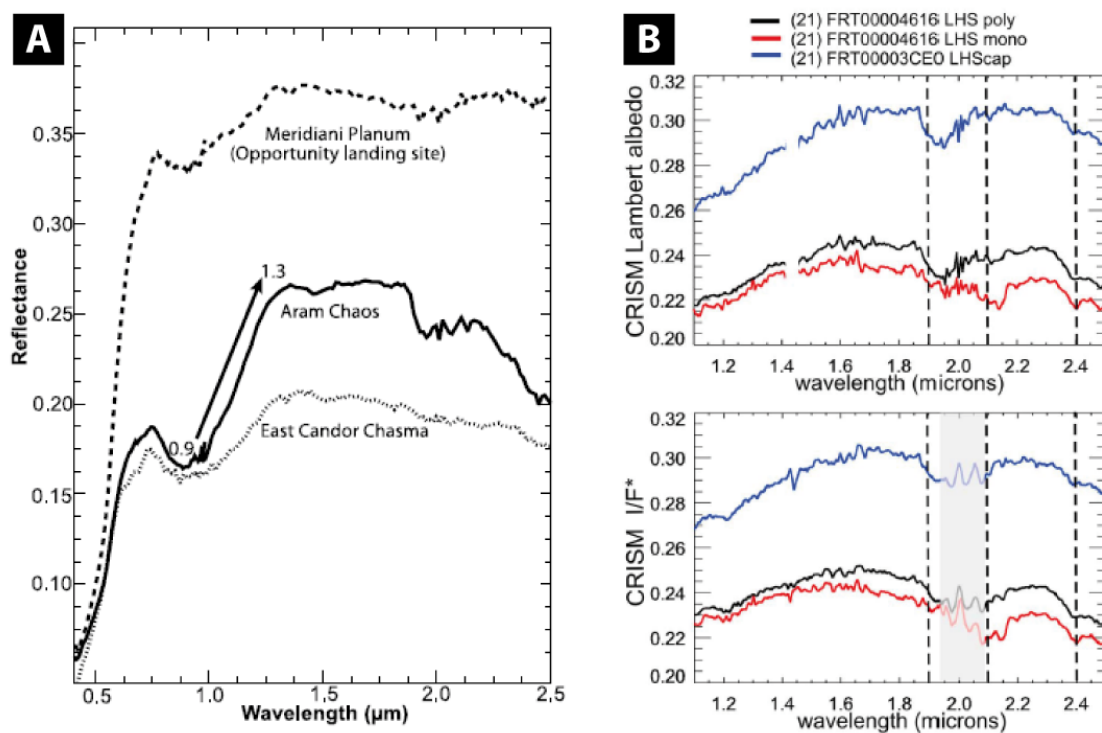 A
0.35
0.30
0.25
0.20
0.15
0.10
Reflectance
Meridiani Planum
(Opportunity landing site)
1.3
Aram Chaos
0.9
East Candor Chasma
0.5
1.0
1.5
2.0
2.5
Wavelength (μm)
B
(21) FRT00004616 LHS poly
(21) FRT00004616 LHS mono
(21) FRT00003CE0 LHScap
CRISM Lambert albedo
0.32
0.30
0.28
0.26
0.24
0.22
0.20
1.2
1.4
1.6
1.8
2.0
2.2
2.4
wavelength (microns)
CRISM I/F*
0.32
0.30
0.28
0.26
0.24
0.22
0.20
1.2
1.4
1.6
1.8
2.0
2.2
2.4
wavelength (microns)